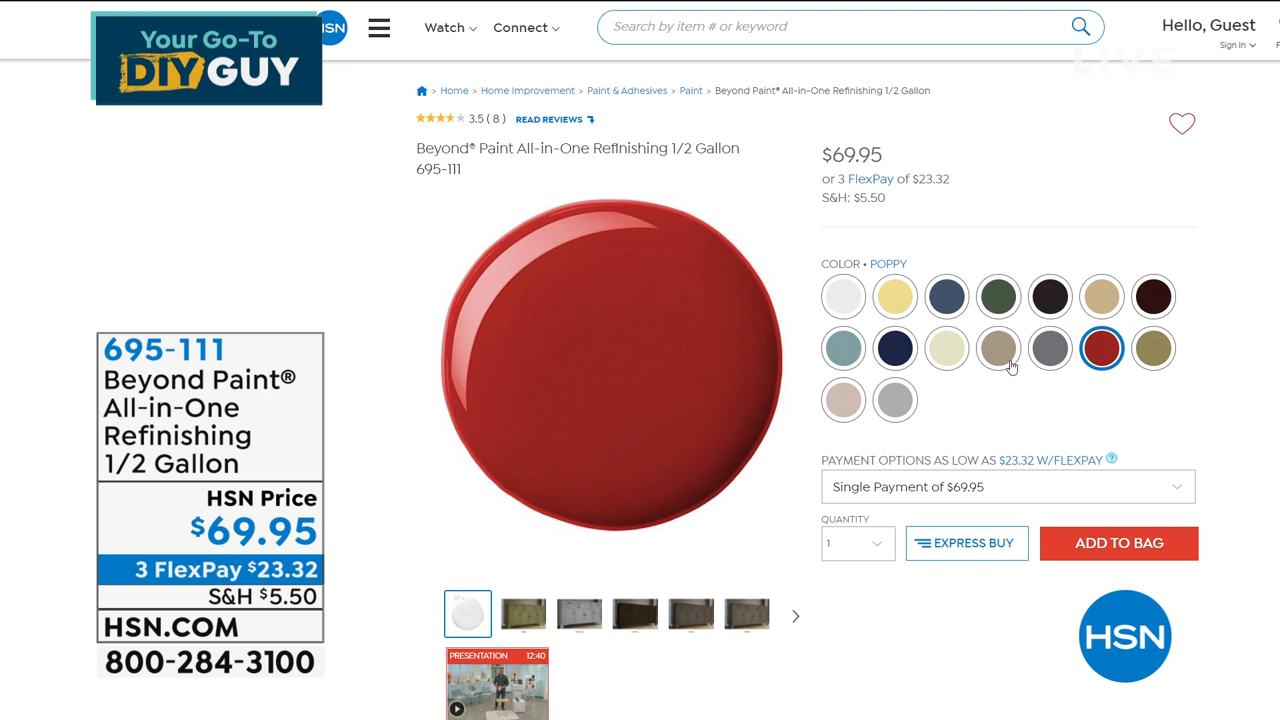 Your Go-To
DIY GUY
HSN
Watch
Connect
Search by item # or keyword
Hello, Guest
Sign In
LIVE
> Home > Home Improvement > Paint & Adhesives > Paint > Beyond Paint® All-in-One Refinishing 1/2 Gallon
3.5 ( 8 ) READ REVIEWS
Beyond® Paint All-in-One Refinishing 1/2 Gallon
695-111
$69.95
or 3 FlexPay of $23.32
S&H: $5.50
COLOR • POPPY
PAYMENT OPTIONS AS LOW AS $23.32 W/FLEXPAY ?
Single Payment of $69.95
QUANTITY
1
EXPRESS BUY
ADD TO BAG
695-111
Beyond Paint®
All-in-One
Refinishing
1/2 Gallon
HSN Price
$69.95
3 FlexPay $23.32
S&H $5.50
HSN.COM
800-284-3100
PRESENTATION 12:40
HSN